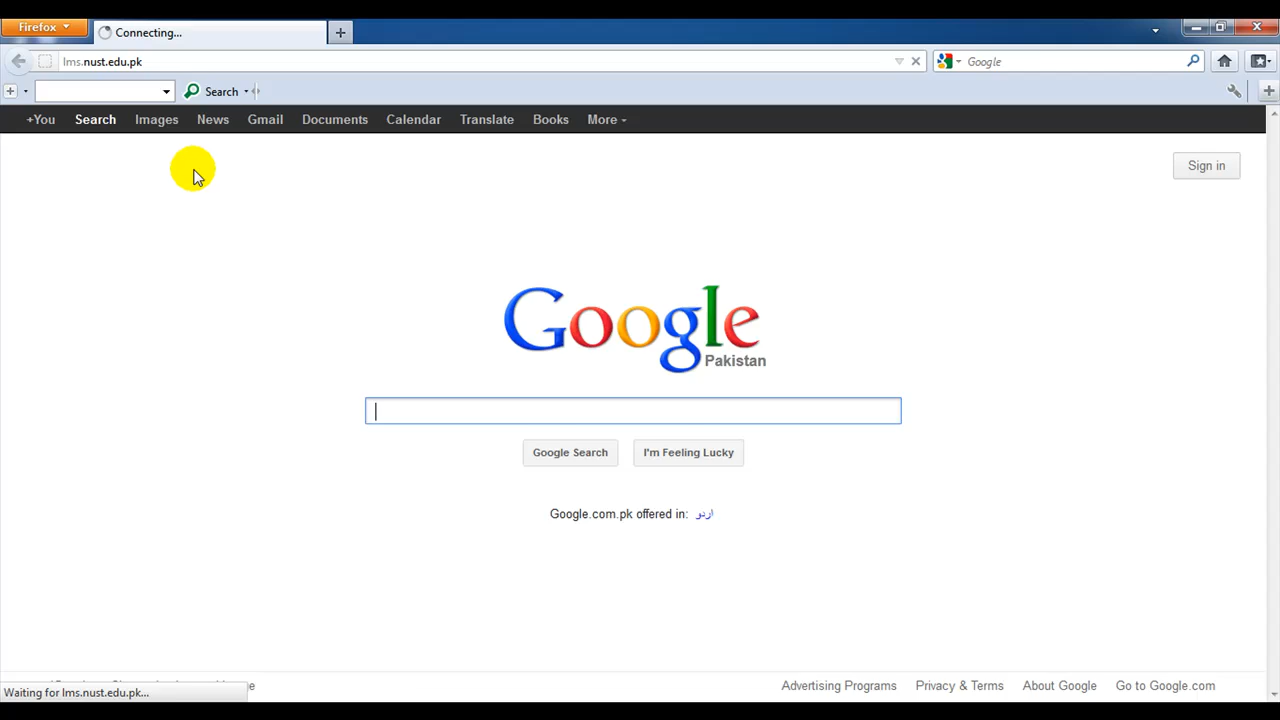 Firefox
Connecting...
lms.nust.edu.pk
Google
Search
+You Search Images News Gmail Documents Calendar Translate Books More
Sign in
Google
Pakistan
Google Search I'm Feeling Lucky
Google.com.pk offered in: اردو
Advertising Programs Privacy & Terms About Google Go to Google.com
Waiting for lms.nust.edu.pk...